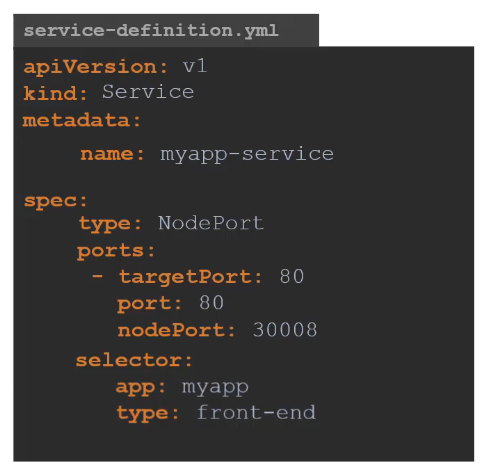 service-definition.yml
apiVersion: v1
kind: Service
metadata:
name: myapp-service
spec:
type: NodePort
ports:
- targetPort: 80
port: 80
nodePort: 30008
selector:
app: myapp
type: front-end